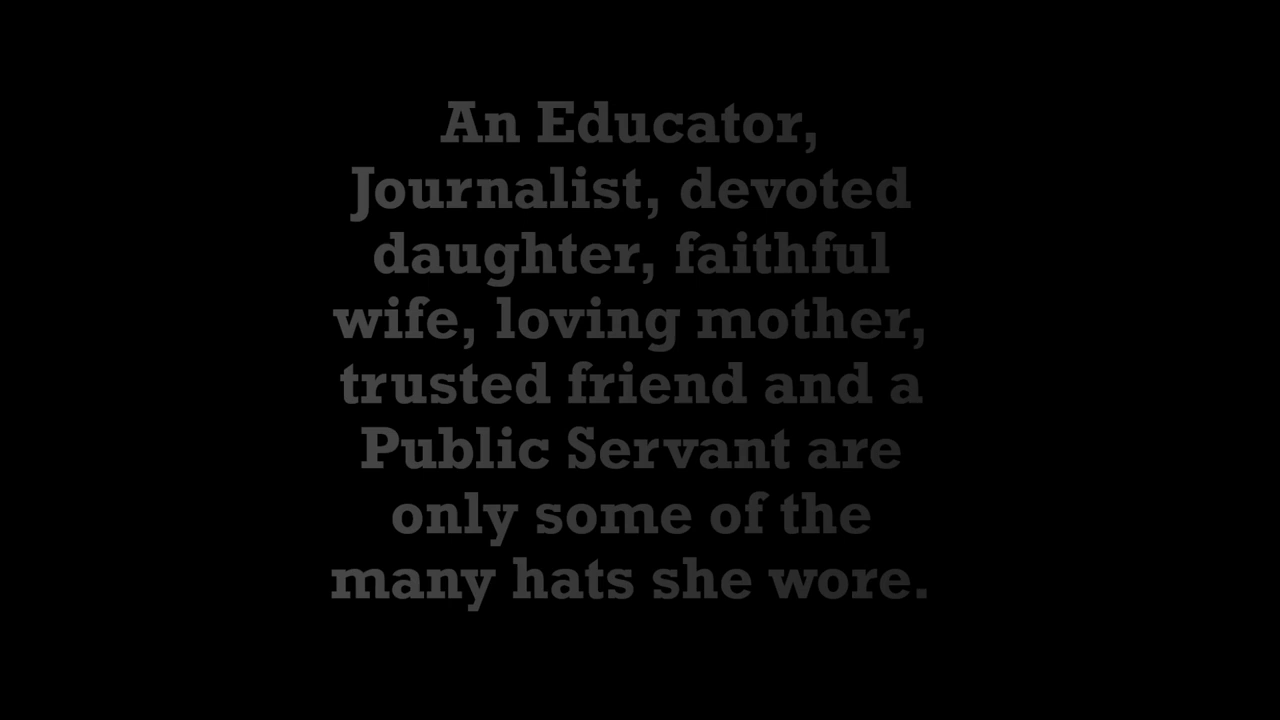 An Educator,
Journalist, devoted
daughter, faithful
wife, loving mother,
trusted friend and a
Public Servant are
only some of the
many hats she wore.